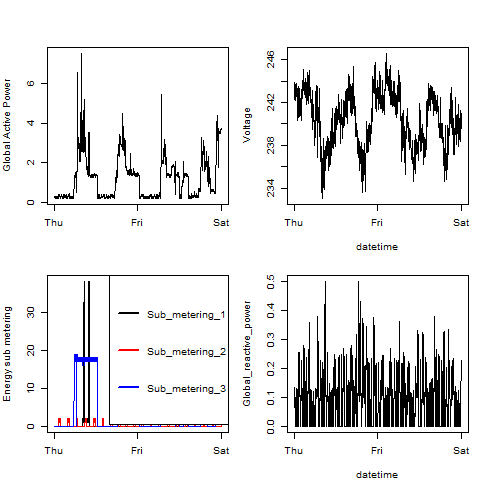 Global Active Power
0 2 4 6
Thu Fri Sat
Voltage
234 238 242 246
Thu Fri Sat
datetime
Energy sub metering
0 10 20 30
Sub_metering_1
Sub_metering_2
Sub_metering_3
Thu Fri Sat
Global_reactive_power
0.0 0.1 0.2 0.3 0.4 0.5
Thu Fri Sat
datetime